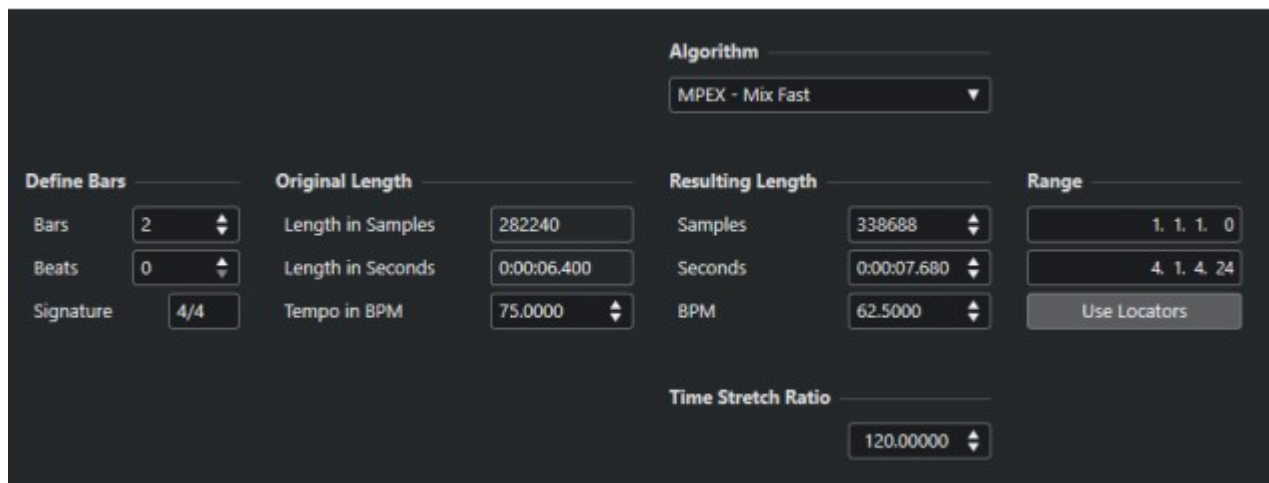 Algorithm
MPEX - Mix Fast
Define Bars
Original Length
Resulting Length
Range
Bars 2
Length in Samples 282240
Samples 338688
1. 1. 1. 0
Beats 0
Length in Seconds 0:00:06.400
Seconds 0:00:07.680
4. 1. 4. 24
Signature 4/4
Tempo in BPM 75.0000
BPM 62.5000
Use Locators
Time Stretch Ratio
120.00000